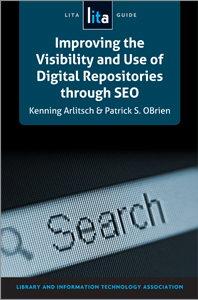 LITA lita GUIDE
Improving the
Visibility and Use of
Digital Repositories
through SEO
Kenning Arlitsch & Patrick S. OBrien
Search
LIBRARY AND INFORMATION TECHNOLOGY ASSOCIATION